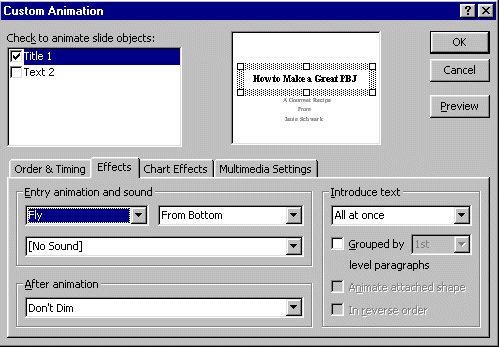 Custom Animation
Check to animate slide objects:
Title 1
Text 2
How to Make a Great PBJ
A Gourmet Recipe
From
Janie Schwark
OK
Cancel
Preview
Order & Timing Effects Chart Effects Multimedia Settings
Entry animation and sound
Fly From Bottom
[No Sound]
After animation
Don't Dim
Introduce text
All at once
Grouped by 1st
level paragraphs
Animate attached shape
In reverse order